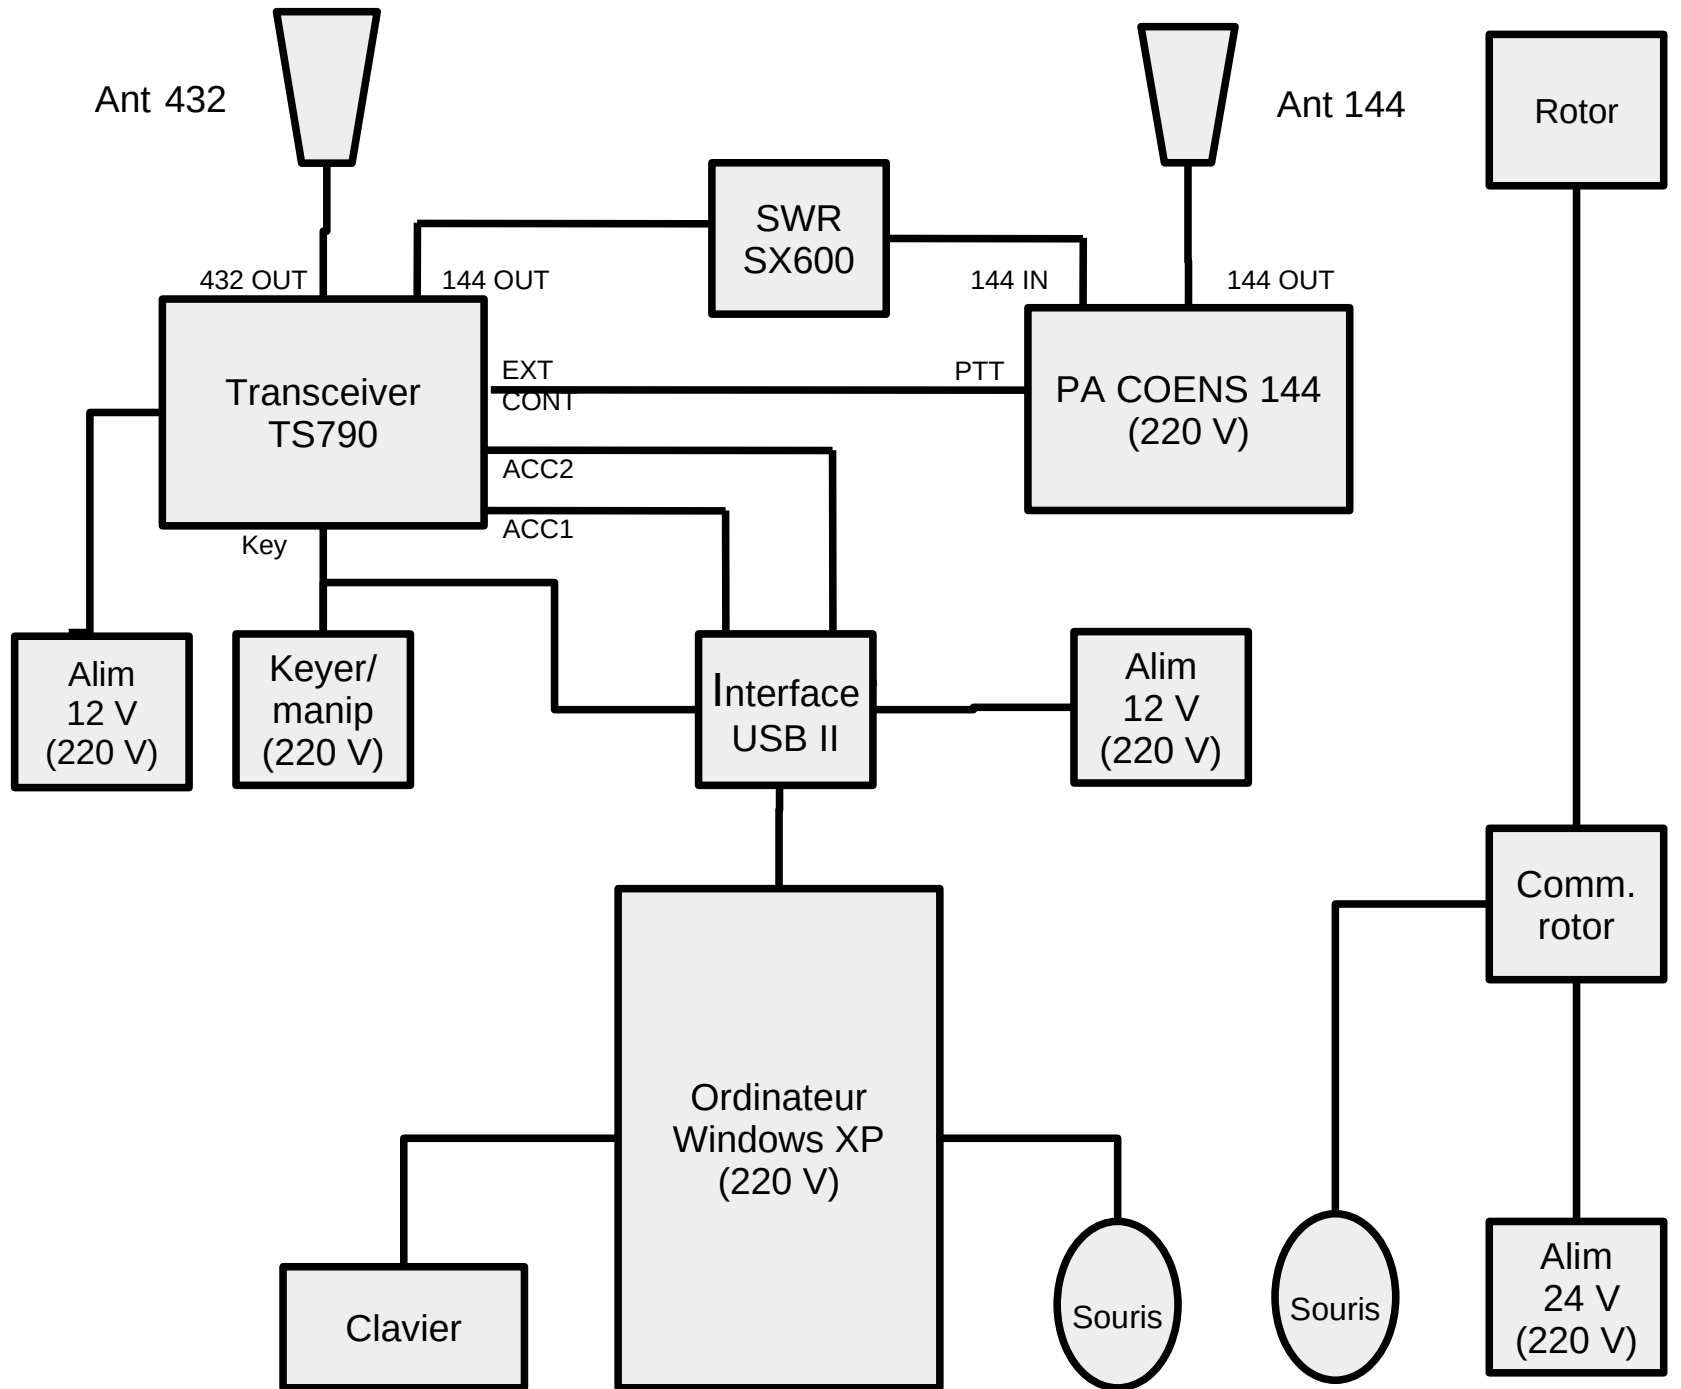 Ant 432
Ant 144
Rotor
SWR
SX600
432 OUT
144 OUT
144 IN
144 OUT
Transceiver
TS790
EXT
CONT
PTT
PA COENS 144
(220 V)
ACC2
ACC1
Key
Alim
12 V
(220 V)
Keyer/
manip
(220 V)
Interface
USB II
Alim
12 V
(220 V)
Comm.
rotor
Ordinateur
Windows XP
(220 V)
Clavier
Souris
Souris
Alim
24 V
(220 V)